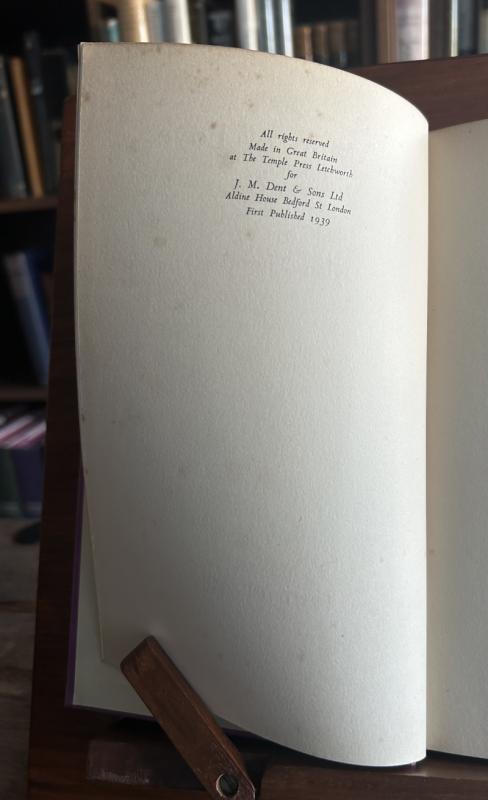 All rights reserved
Made in Great Britain
at The Temple Press Letchworth
for
J. M. Dent & Sons Ltd
Aldine House Bedford St London
First Published 1939